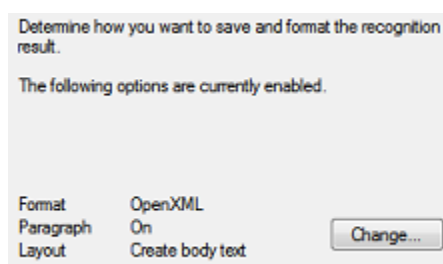 Determine how you want to save and format the recognition
result.
The following options are currently enabled.
Format OpenXML
Paragraph On
Change...
Layout Create body text